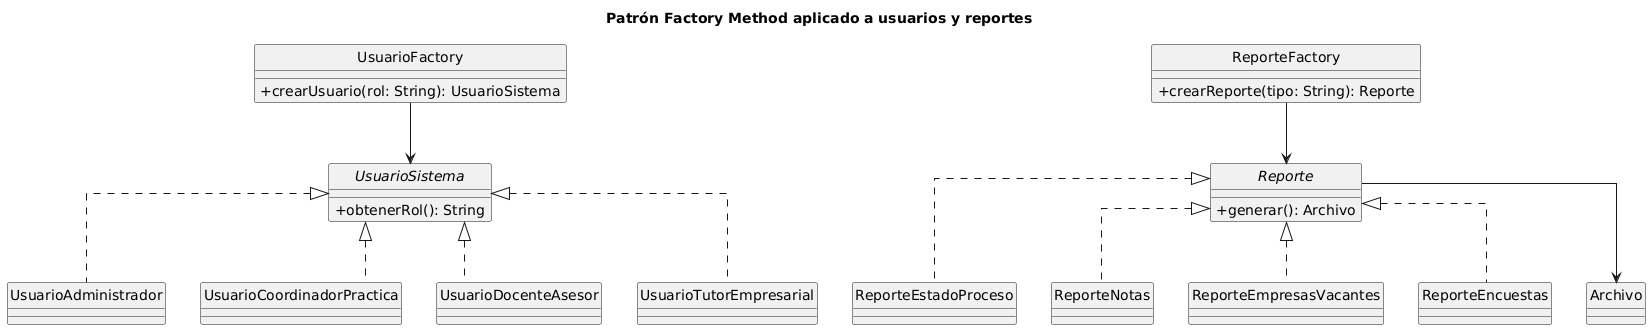 Patrón Factory Method aplicado a usuarios y reportes
UsuarioFactory
+crearUsuario(rol: String): UsuarioSistema
ReporteFactory
+crearReporte(tipo: String): Reporte
UsuarioSistema
+obtenerRol(): String
Reporte
+generar(): Archivo
UsuarioAdministrador
UsuarioCoordinadorPractica
UsuarioDocenteAsesor
UsuarioTutorEmpresarial
ReporteEstadoProceso
ReporteNotas
ReporteEmpresasVacantes
ReporteEncuestas
Archivo